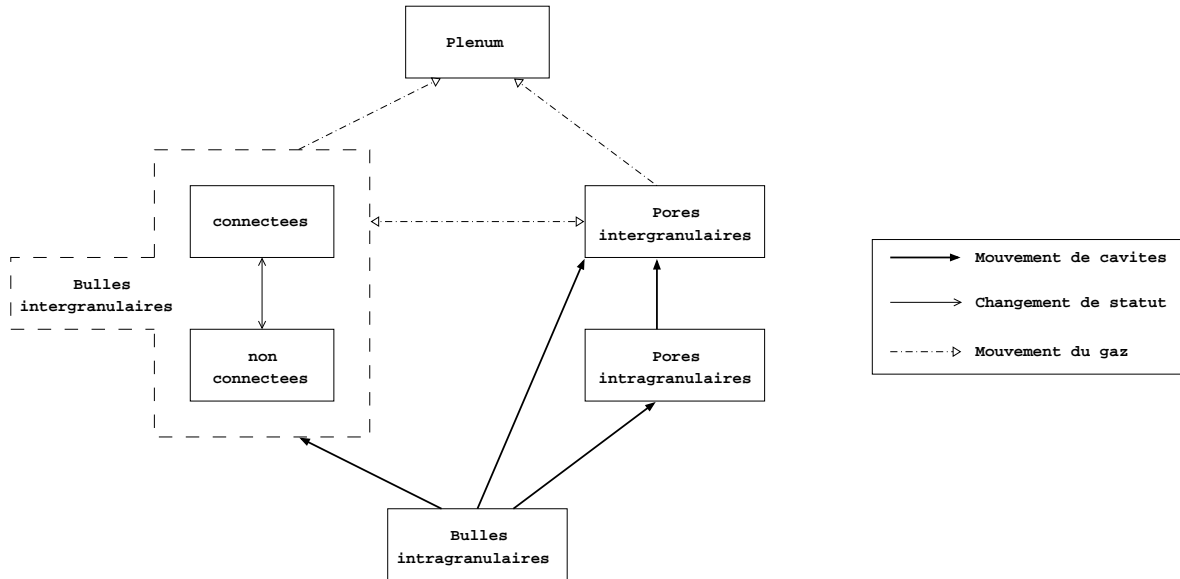 Plenum
connectees
Pores
intergranulaires
Bulles
intergranulaires
non
connectees
Pores
intragranulaires
Bulles
intragranulaires
Mouvement de cavites
Changement de statut
Mouvement du gaz